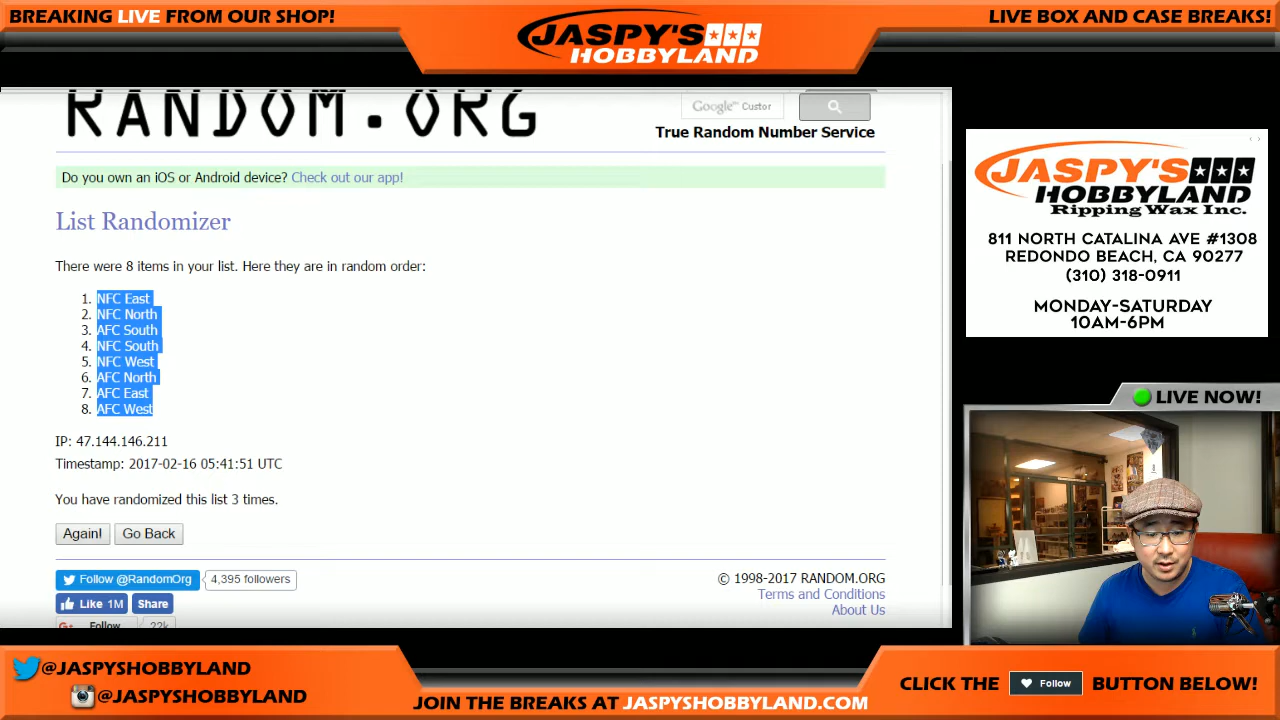 BREAKING LIVE FROM OUR SHOP!
JASPY'S
HOBBYLAND
LIVE BOX AND CASE BREAKS!
RANDOM.ORG
Google™ Custor
True Random Number Service
Do you own an iOS or Android device? Check out our app!
List Randomizer
There were 8 items in your list. Here they are in random order:
1. NFC East
2. NFC North
3. AFC South
4. NFC South
5. NFC West
6. AFC North
7. AFC East
8. AFC West
IP: 47.144.146.211
Timestamp: 2017-02-16 05:41:51 UTC
You have randomized this list 3 times.
Again! Go Back
Follow @RandomOrg 4,395 followers
Like 1M Share
G+ Follow 22k
© 1998-2017 RANDOM.ORG
Terms and Conditions
About Us
JASPY'S
HOBBYLAND
Ripping Wax Inc.
811 NORTH CATALINA AVE #1308
REDONDO BEACH, CA 90277
(310) 318-0911
MONDAY-SATURDAY
10AM-6PM
LIVE NOW!
@JASPYSHOBBYLAND
@JASPYSHOBBYLAND
JOIN THE BREAKS AT JASPYSHOBBYLAND.COM
CLICK THE Follow BUTTON BELOW!